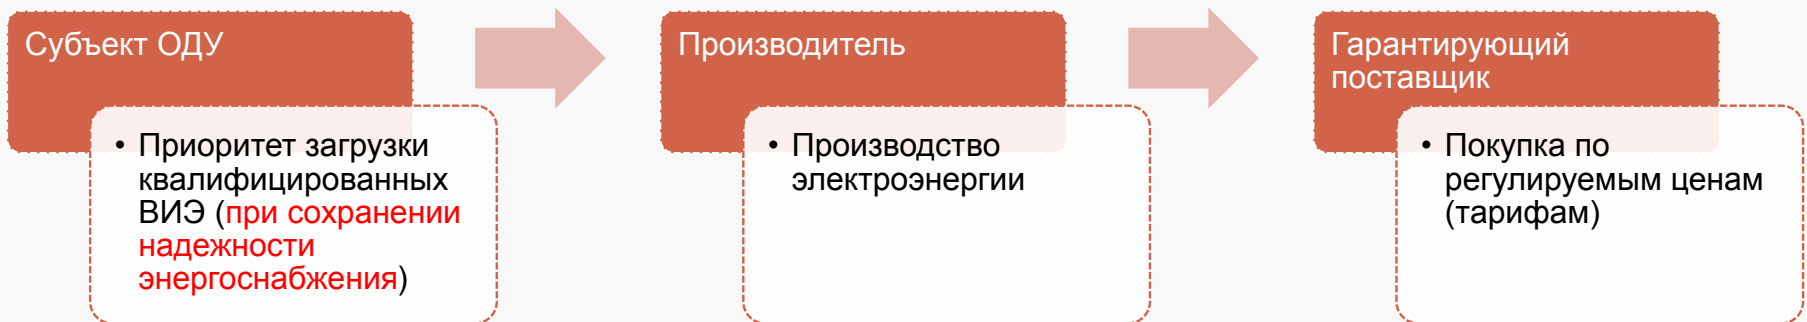 Субъект ОДУ
• Приоритет загрузки
квалифицированных
ВИЭ (при сохранении
надежности
энергоснабжения)
Производитель
• Производство
электроэнергии
Гарантирующий
поставщик
• Покупка по
регулируемым ценам
(тарифам)